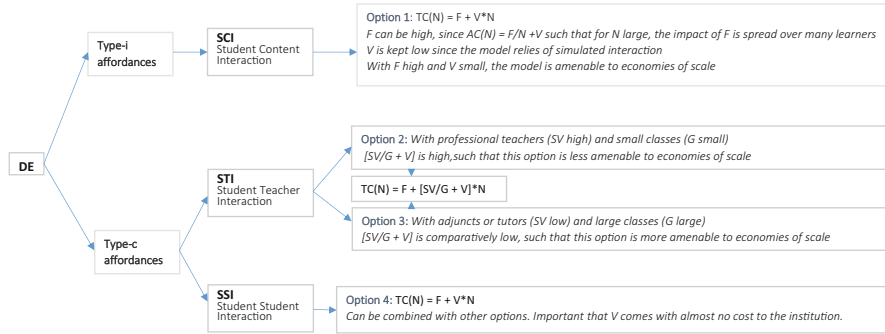 DE
Type-i
affordances
SCI
Student Content
Interaction
Option 1: TC(N) = F + V*N
F can be high, since AC(N) = F/N +V such that for N large, the impact of F is spread over many learners
V is kept low since the model relies of simulated interaction
With F high and V small, the model is amenable to economies of scale
Type-c
affordances
STI
Student Teacher
Interaction
Option 2: With professional teachers (SV high) and small classes (G small)
[SV/G + V] is high,such that this option is less amenable to economies of scale
TC(N) = F + [SV/G + V]*N
Option 3: With adjuncts or tutors (SV low) and large classes (G large)
[SV/G + V] is comparatively low, such that this option is more amenable to economies of scale
SSI
Student Student
Interaction
Option 4: TC(N) = F + V*N
Can be combined with other options. Important that V comes with almost no cost to the institution.